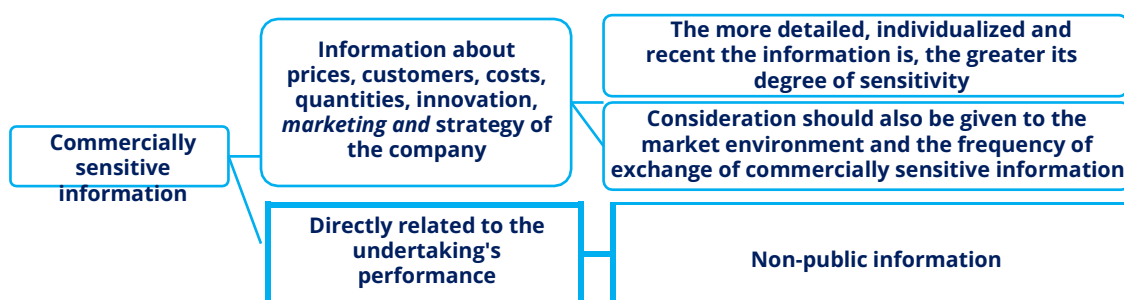 Commercially
sensitive
information
Information about
prices, customers, costs,
quantities, innovation,
marketing and strategy of
the company
The more detailed, individualized and
recent the information is, the greater its
degree of sensitivity
Consideration should also be given to the
market environment and the frequency of
exchange of commercially sensitive information
Directly related to the
undertaking's
performance
Non-public information